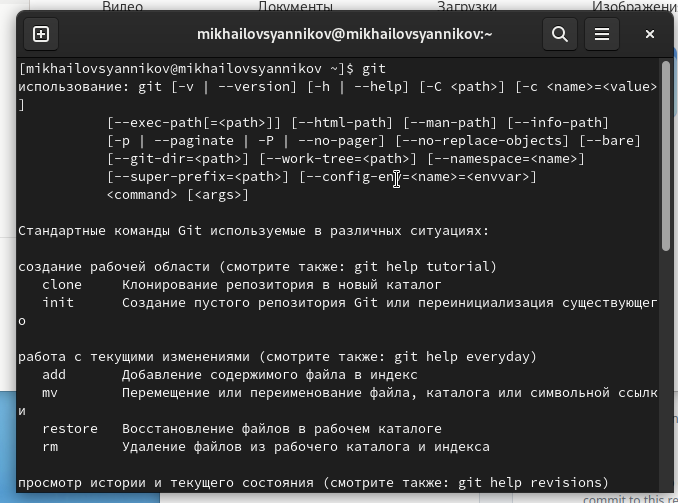 Видео Документы Загрузки Изображени
mikhailovsyannikov@mikhailovsyannikov:~
[mikhailovsyannikov@mikhailovsyannikov ~]$ git
использование: git [-v | --version] [-h | --help] [-C <path>] [-c <name>=<value>
]
[--exec-path[=<path>]] [--html-path] [--man-path] [--info-path]
[-p | --paginate | -P | --no-pager] [--no-replace-objects] [--bare]
[--git-dir=<path>] [--work-tree=<path>] [--namespace=<name>]
[--super-prefix=<path>] [--config-env=<name>=<envvar>]
<command> [<args>]
Стандартные команды Git используемые в различных ситуациях:
создание рабочей области (смотрите также: git help tutorial)
clone Клонирование репозитория в новый каталог
init Создание пустого репозитория Git или переинициализация существующег
о
работа с текущими изменениями (смотрите также: git help everyday)
add Добавление содержимого файла в индекс
mv Перемещение или переименование файла, каталога или символьной ссылк
и
restore Восстановление файлов в рабочем каталоге
rm Удаление файлов из рабочего каталога и индекса
просмотр истории и текущего состояния (смотрите также: git help revisions)
commit to this re